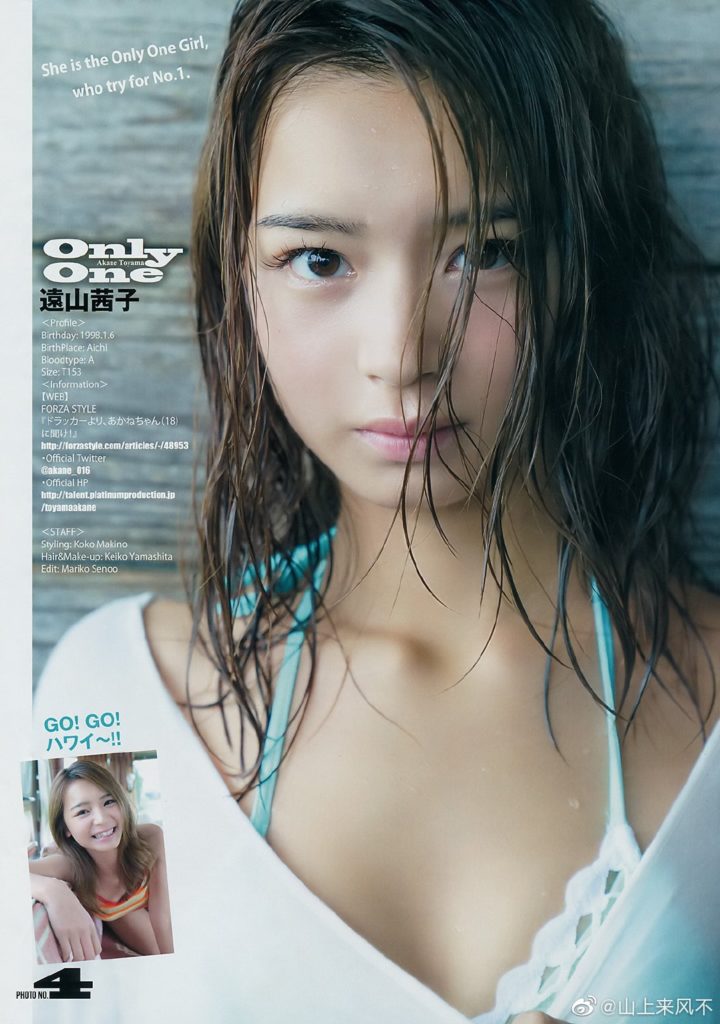 She is the Only One Girl,
who try for No.1.
Only
Akane Toyama
One
遠山茜子
＜Profile＞
Birthday: 1998.1.6
BirthPlace: Aichi
Bloodtype: A
Size: T153
＜Information＞
【WEB】
FORZA STYLE
『ドラッカーより、あかねちゃん（18）
に聞け！』
http://forzastyle.com/articles/-/48953
・Official Twitter
@akane_016
・Official HP
http://talent.platinumproduction.jp
/toyamaakane
＜STAFF＞
Styling: Koko Makino
Hair&Make-up: Keiko Yamashita
Edit: Mariko Senoo
GO! GO!
ハワイ〜!!
PHOTO NO. 4
@山上来风不